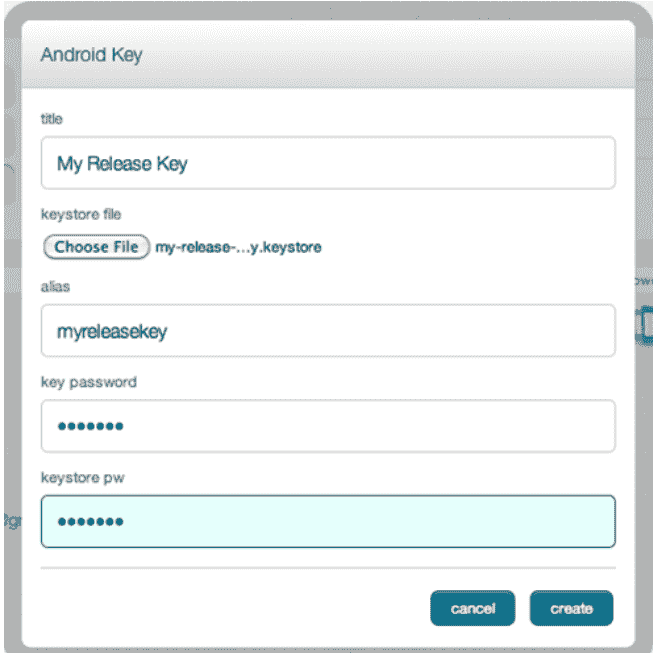 Android Key
title
My Release Key
keystore file
Choose File my-release-...y.keystore
alias
myreleasekey
key password
•••••••
keystore pw
•••••••
cancel create